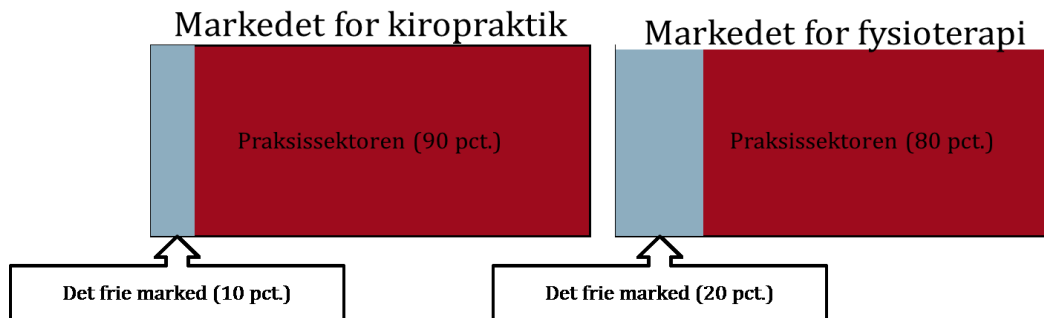 Markedet for kiropraktik
Praksissektoren (90 pct.)
Det frie marked (10 pct.)
Markedet for fysioterapi
Praksissektoren (80 pct.)
Det frie marked (20 pct.)